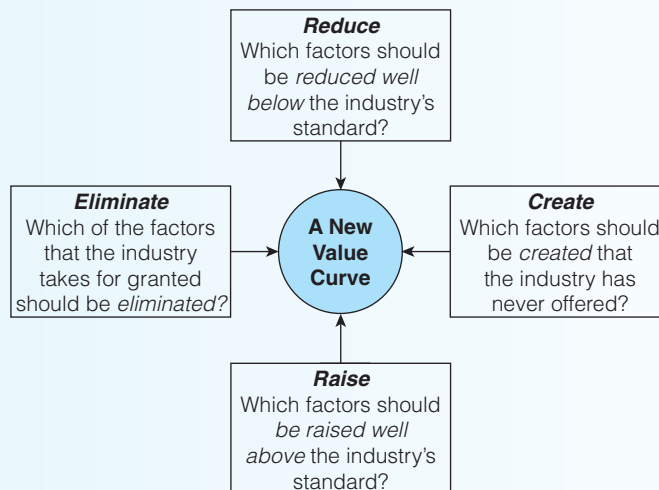 Reduce
Which factors should
be reduced well
below the industry's
standard?
Eliminate
Which of the factors
that the industry
takes for granted
should be eliminated?
A New
Value
Curve
Create
Which factors should
be created that
the industry has
never offered?
Raise
Which factors should
be raised well
above the industry's
standard?